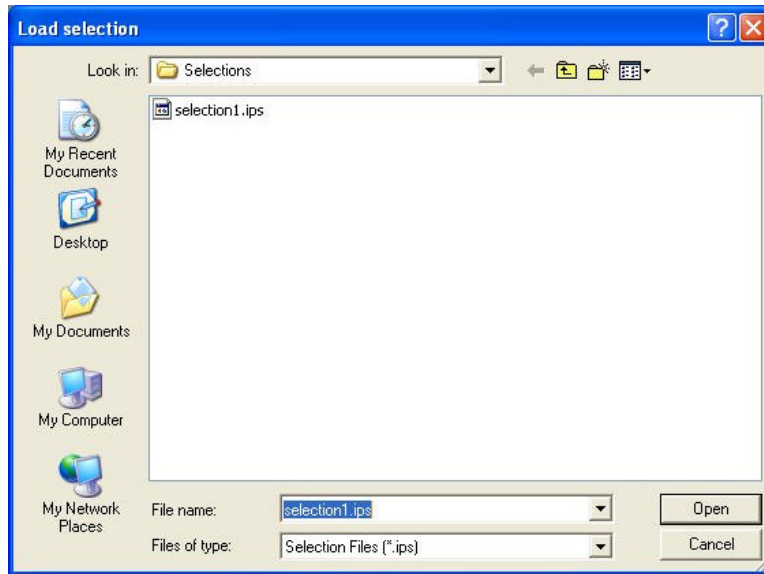 Load selection
Look in:
Selections
selection1.ips
My Recent
Documents
Desktop
My Documents
My Computer
My Network
Places
File name:
selection1.ips
Open
Files of type:
Selection Files (*.ips)
Cancel